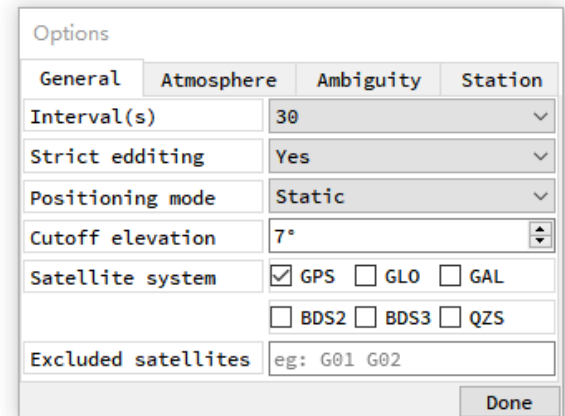 Options
General Atmosphere Ambiguity Station
Interval(s) 30
Strict edditing Yes
Positioning mode Static
Cutoff elevation 7°
Satellite system GPS GLO GAL
BDS2 BDS3 QZS
Excluded satellites eg: G01 G02
Done